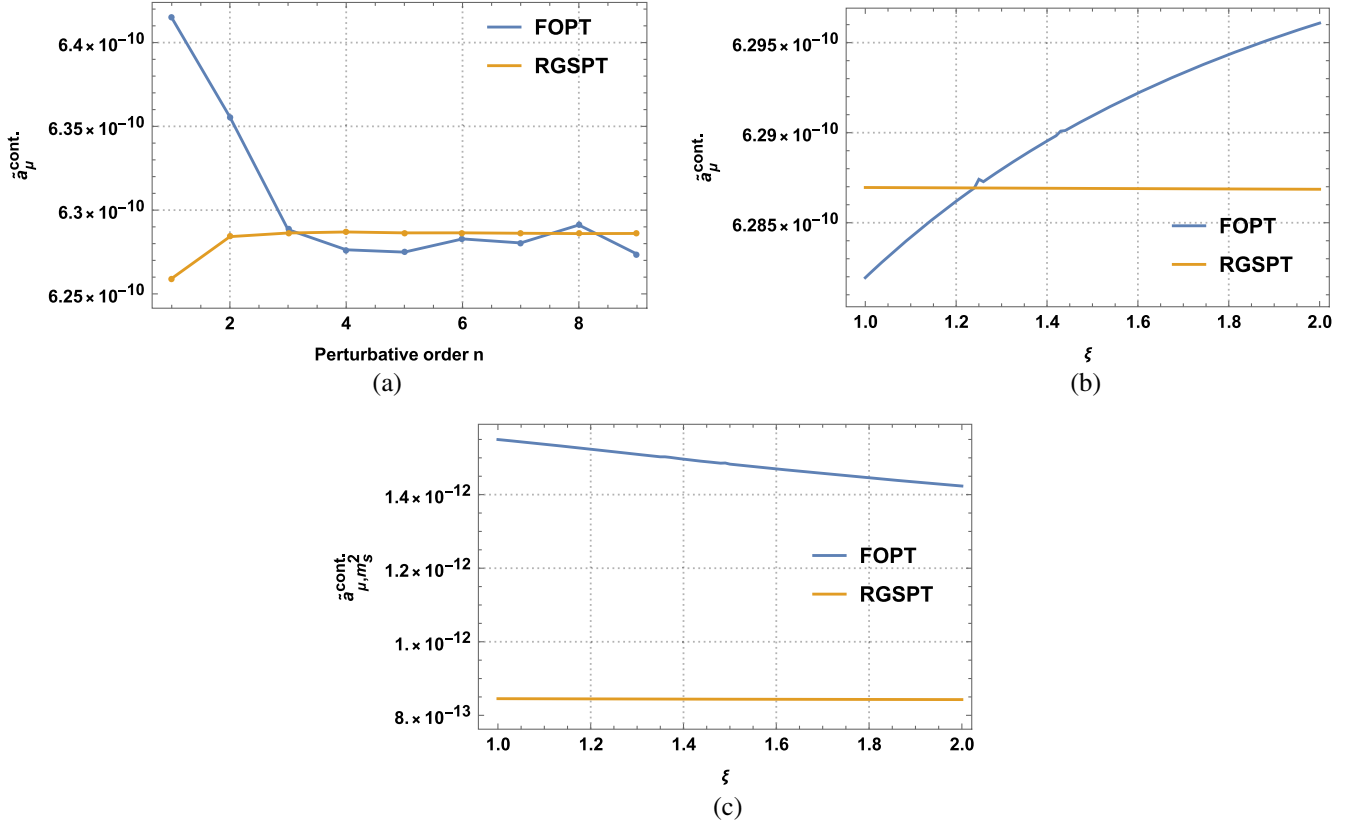 6.4 × 10⁻¹⁰
6.35 × 10⁻¹⁰
6.3 × 10⁻¹⁰
6.25 × 10⁻¹⁰
ã_μ^cont.
FOPT
RGSPT
2 4 6 8
Perturbative order n
(a)
6.295 × 10⁻¹⁰
6.29 × 10⁻¹⁰
6.285 × 10⁻¹⁰
ã_μ^cont.
FOPT
RGSPT
1.0 1.2 1.4 1.6 1.8 2.0
ξ
(b)
1.4 × 10⁻¹²
1.2 × 10⁻¹²
1. × 10⁻¹²
8. × 10⁻¹³
ã_μ,m_s^2^cont.
FOPT
RGSPT
1.0 1.2 1.4 1.6 1.8 2.0
ξ
(c)